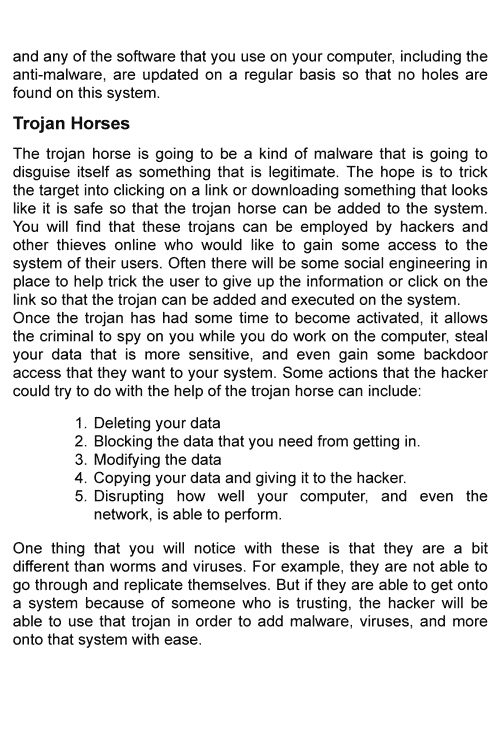 and any of the software that you use on your computer, including the
anti-malware, are updated on a regular basis so that no holes are
found on this system.
Trojan Horses
The trojan horse is going to be a kind of malware that is going to
disguise itself as something that is legitimate. The hope is to trick
the target into clicking on a link or downloading something that looks
like it is safe so that the trojan horse can be added to the system.
You will find that these trojans can be employed by hackers and
other thieves online who would like to gain some access to the
system of their users. Often there will be some social engineering in
place to help trick the user to give up the information or click on the
link so that the trojan can be added and executed on the system.
Once the trojan has had some time to become activated, it allows
the criminal to spy on you while you do work on the computer, steal
your data that is more sensitive, and even gain some backdoor
access that they want to your system. Some actions that the hacker
could try to do with the help of the trojan horse can include:
1. Deleting your data
2. Blocking the data that you need from getting in.
3. Modifying the data
4. Copying your data and giving it to the hacker.
5. Disrupting how well your computer, and even the
network, is able to perform.
One thing that you will notice with these is that they are a bit
different than worms and viruses. For example, they are not able to
go through and replicate themselves. But if they are able to get onto
a system because of someone who is trusting, the hacker will be
able to use that trojan in order to add malware, viruses, and more
onto that system with ease.